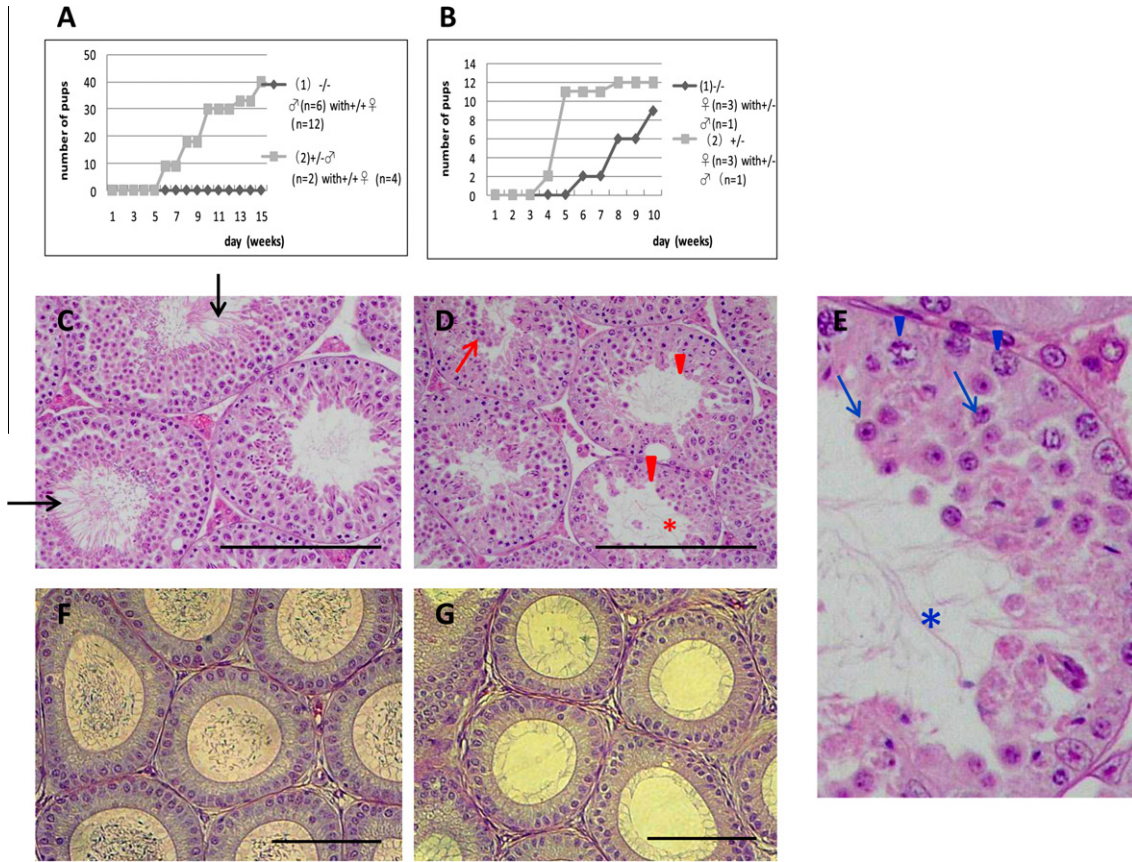 A
number of pups
50
40
30
20
10
0
1 3 5 7 9 11 13 15
day (weeks)
(1) -/-
♂(n=6) with+/+♀
(n=12)
(2)+/-♂
(n=2) with+/+♀ (n=4)
B
number of pups
14
12
10
8
6
4
2
0
1 2 3 4 5 6 7 8 9 10
day (weeks)
(1)-/-
♀(n=3) with+/-
♂(n=1)
(2) +/-
♀(n=3) with+/-
♂ (n=1)
C
D
*
E
*
F
G